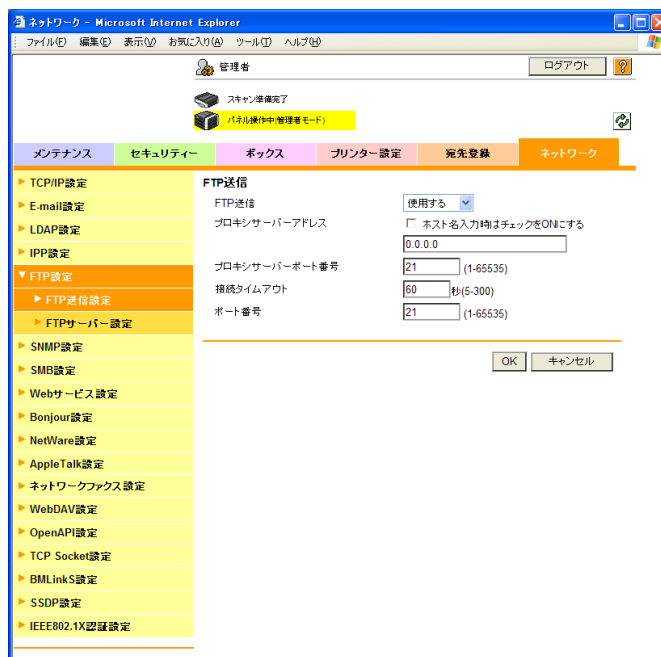 ネットワーク - Microsoft Internet Explorer
ファイル(F) 編集(E) 表示(V) お気に入り(A) ツール(T) ヘルプ(H)
管理者 ログアウト ?
スキャン準備完了
パネル操作中(管理者モード)
メンテナンス セキュリティー ボックス プリンター設定 宛先登録 ネットワーク
TCP/IP設定
E-mail設定
LDAP設定
IPP設定
FTP設定
FTP送信設定
FTPサーバー設定
SNMP設定
SMB設定
Webサービス設定
Bonjour設定
NetWare設定
AppleTalk設定
ネットワークファクス設定
WebDAV設定
OpenAPI設定
TCP Socket設定
BMLinkS設定
SSDP設定
IEEE802.1X認証設定
FTP送信
FTP送信 使用する
プロキシサーバーアドレス ホスト名入力時はチェックをONにする
0.0.0.0
プロキシサーバーポート番号 21 (1-65535)
接続タイムアウト 60 秒(5-300)
ポート番号 21 (1-65535)
OK キャンセル